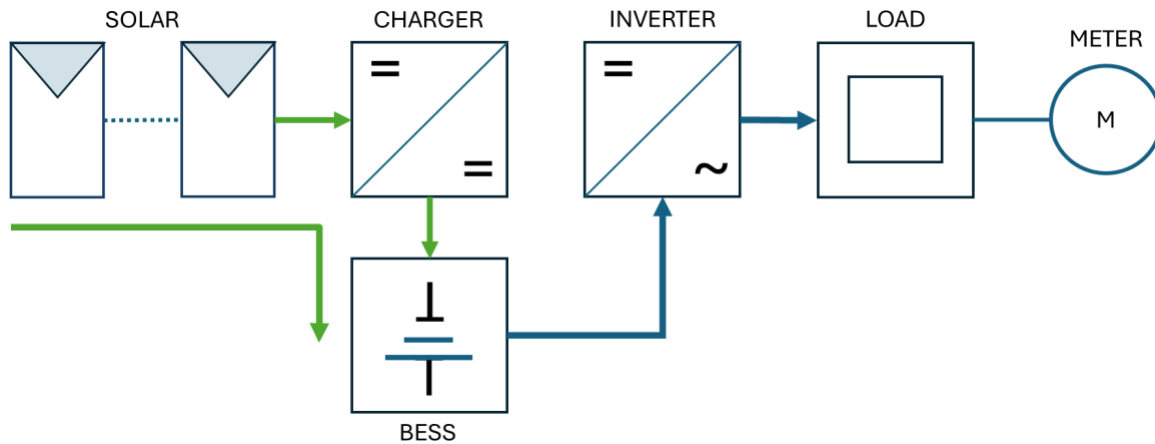 SOLAR
CHARGER
INVERTER
LOAD
METER
=
=
=
~
M
BESS